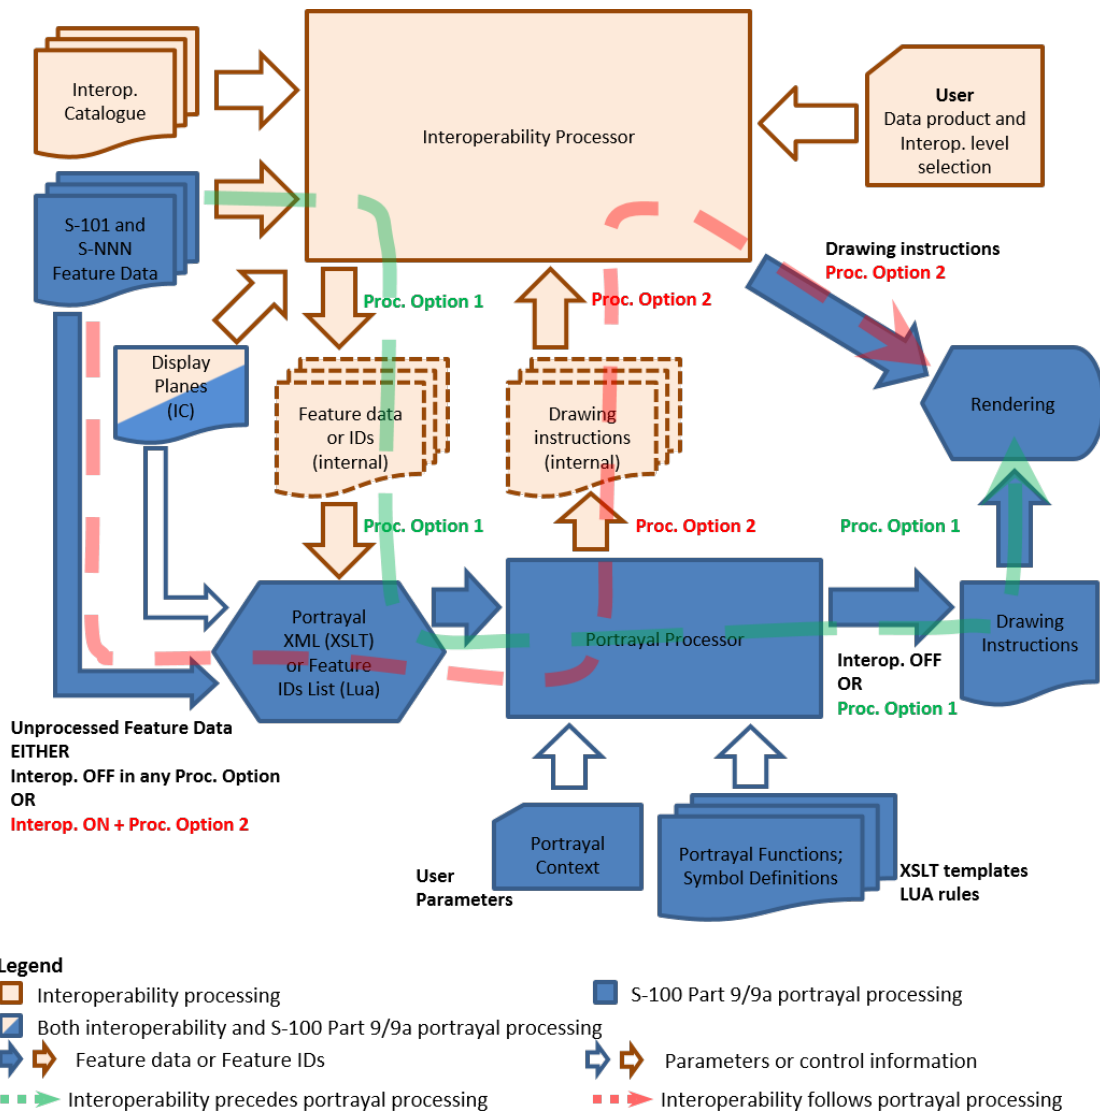 Interop.
Catalogue
Interoperability Processor
User
Data product and
Interop. level
selection
S-101 and
S-NNN
Feature Data
Drawing instructions
Proc. Option 2
Proc. Option 1
Proc. Option 2
Display
Planes
(IC)
Feature data
or IDs
(internal)
Drawing
instructions
(internal)
Rendering
Proc. Option 1
Proc. Option 2
Proc. Option 1
Portrayal
XML (XSLT)
or Feature
IDs List (Lua)
Portrayal Processor
Drawing
Instructions
Interop. OFF
OR
Proc. Option 1
Unprocessed Feature Data
EITHER
Interop. OFF in any Proc. Option
OR
Interop. ON + Proc. Option 2
Portrayal
Context
User
Parameters
Portrayal Functions;
Symbol Definitions
XSLT templates
LUA rules
Legend
Interoperability processing
S-100 Part 9/9a portrayal processing
Both interoperability and S-100 Part 9/9a portrayal processing
Feature data or Feature IDs
Parameters or control information
Interoperability precedes portrayal processing
Interoperability follows portrayal processing